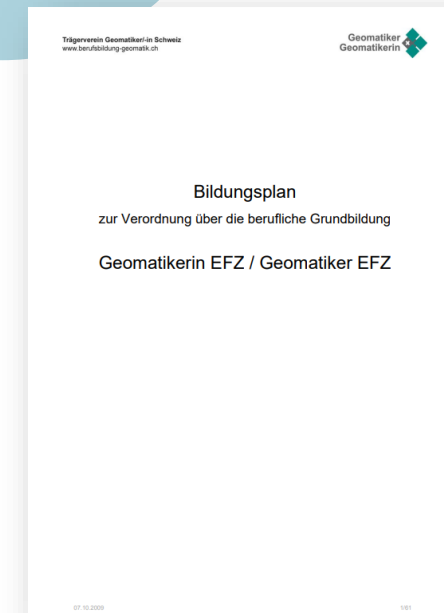 Trägerverein Geomatiker/-in Schweiz
www.berufsbildung-geomatik.ch
Geomatiker
Geomatikerin
Bildungsplan
zur Verordnung über die berufliche Grundbildung
Geomatikerin EFZ / Geomatiker EFZ
07.10.2009
1/61